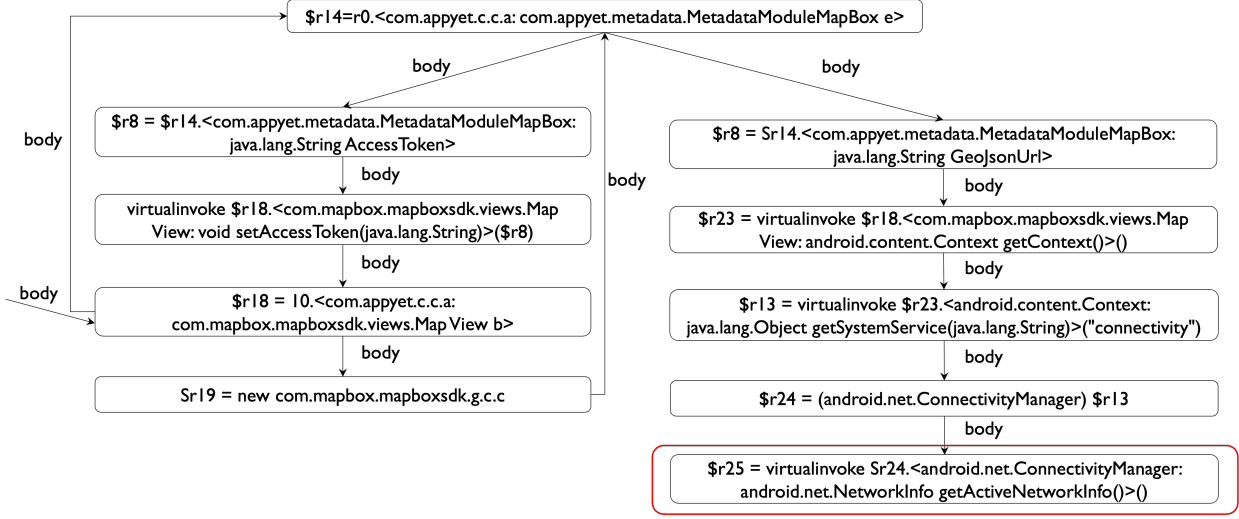 $r14=r0.<com.appyet.c.c.a: com.appyet.metadata.MetadataModuleMapBox e>
body
body
body
$r8 = $r14.<com.appyet.metadata.MetadataModuleMapBox:
java.lang.String AccessToken>
body
virtualinvoke $r18.<com.mapbox.mapboxsdk.views.Map
View: void setAccessToken(java.lang.String)>($r8)
body
body
$r18 = 10.<com.appyet.c.c.a:
com.mapbox.mapboxsdk.views.Map View b>
body
Sr19 = new com.mapbox.mapboxsdk.g.c.c
body
$r8 = Sr14.<com.appyet.metadata.MetadataModuleMapBox:
java.lang.String GeoJsonUrl>
body
$r23 = virtualinvoke $r18.<com.mapbox.mapboxsdk.views.Map
View: android.content.Context getContext()>()
body
$r13 = virtualinvoke $r23.<android.content.Context:
java.lang.Object getSystemService(java.lang.String)>("connectivity")
body
$r24 = (android.net.ConnectivityManager) $r13
body
$r25 = virtualinvoke Sr24.<android.net.ConnectivityManager:
android.net.NetworkInfo getActiveNetworkInfo()>()